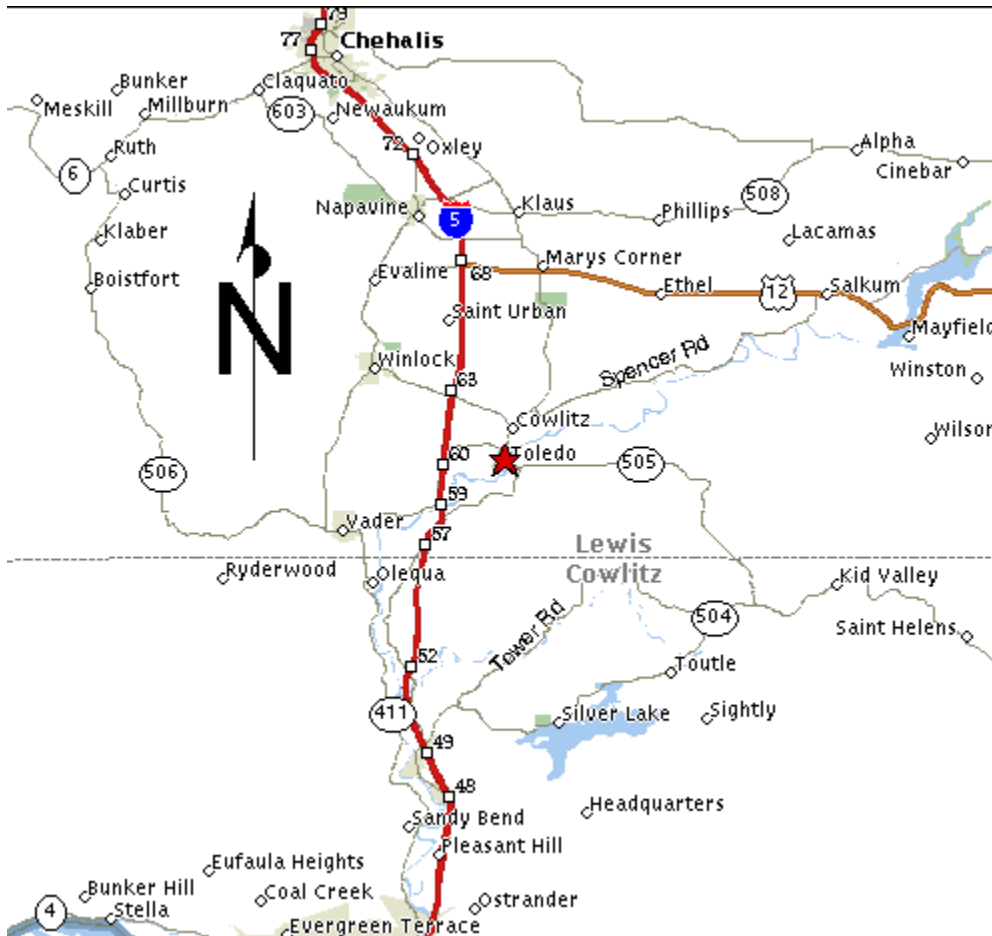 79
77
Chehalis
Bunker
Claquato
Meskill
Millburn
603
Newaukum
72
Oxley
Ruth
Alpha
Cinebar
6
Curtis
508
Napavine
Klaus
Phillips
5
Klaber
Lacamas
Marys Corner
Boistfort
Evaline
68
Ethel
12
Salkum
N
Saint Urban
Mayfield
Spencer Rd
Winlock
63
Winston
Cowlitz
Wilson
60
Toledo
505
506
59
Vader
57
Lewis
Cowlitz
Ryderwood
Olequa
Kid Valley
504
Tower Rd
Saint Helens
52
Toutle
411
Silver Lake
Sightly
49
48
Headquarters
Sandy Bend
Pleasant Hill
Eufaula Heights
Bunker Hill
Coal Creek
Ostrander
4
Stella
Evergreen Terrace